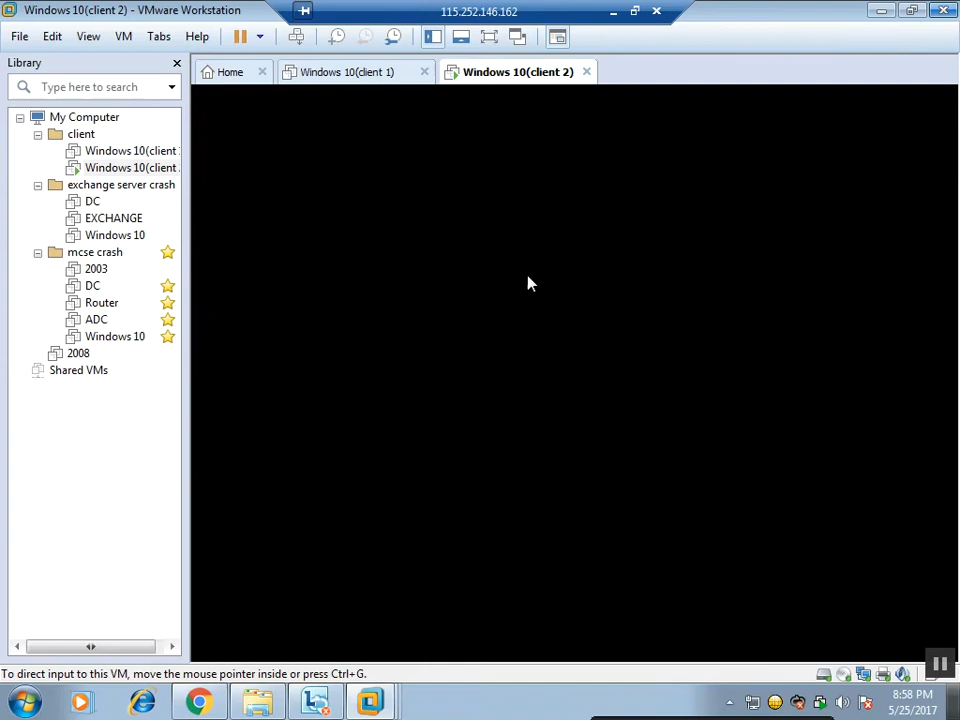 Windows 10(client 2) - VMware Workstation
115.252.146.162
File Edit View VM Tabs Help
Library
Type here to search
Home
Windows 10(client 1)
Windows 10(client 2)
My Computer
client
Windows 10(client
Windows 10(client
exchange server crash
DC
EXCHANGE
Windows 10
mcse crash
2003
DC
Router
ADC
Windows 10
2008
Shared VMs
To direct input to this VM, move the mouse pointer inside or press Ctrl+G.
8:58 PM
5/25/2017